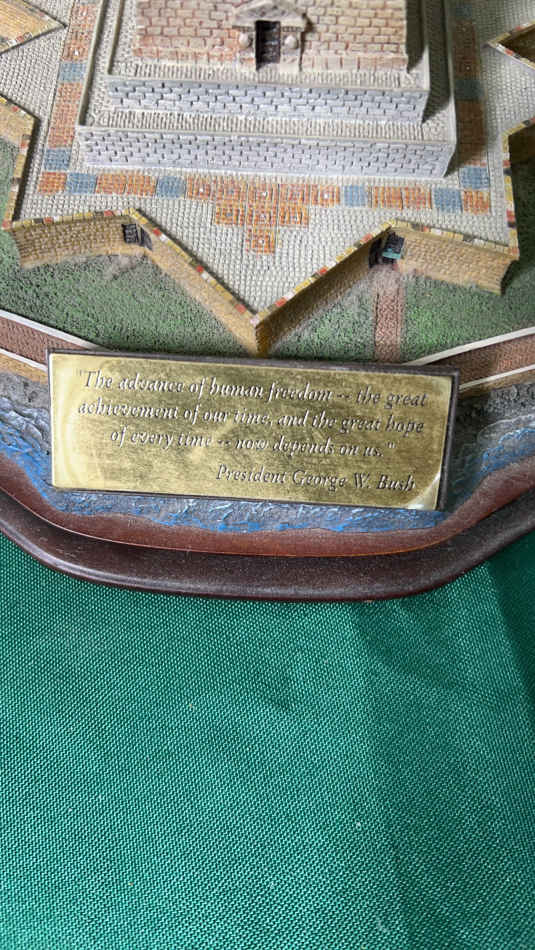 "The advance of human freedom -- the great
achievement of our time, and the great hope
of every time -- now depends on us."
President George W. Bush